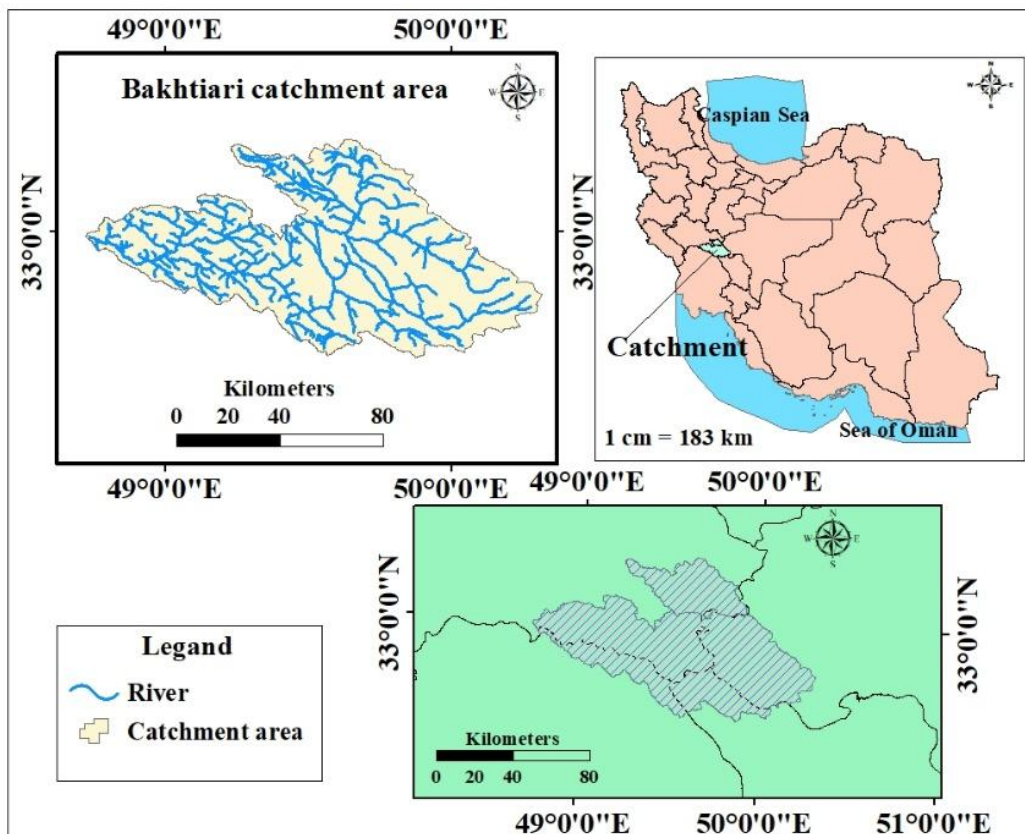 49°0'0"E 50°0'0"E
Bakhtiari catchment area
N
W E
S
33°0'0"N
33°0'0"N
Kilometers
0 20 40 80
49°0'0"E 50°0'0"E
N
W E
S
Caspian Sea
Catchment
1 cm = 183 km
Sea of Oman
49°0'0"E 50°0'0"E
N
W E
S
33°0'0"N
33°0'0"N
Kilometers
0 20 40 80
49°0'0"E 50°0'0"E 51°0'0"E
Legand
River
Catchment area